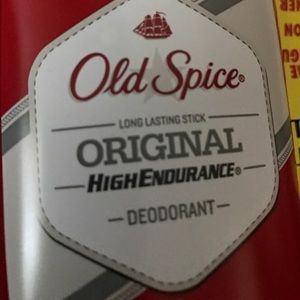 Old Spice®
LONG LASTING STICK
ORIGINAL
HIGHENDURANCE®
DEODORANT